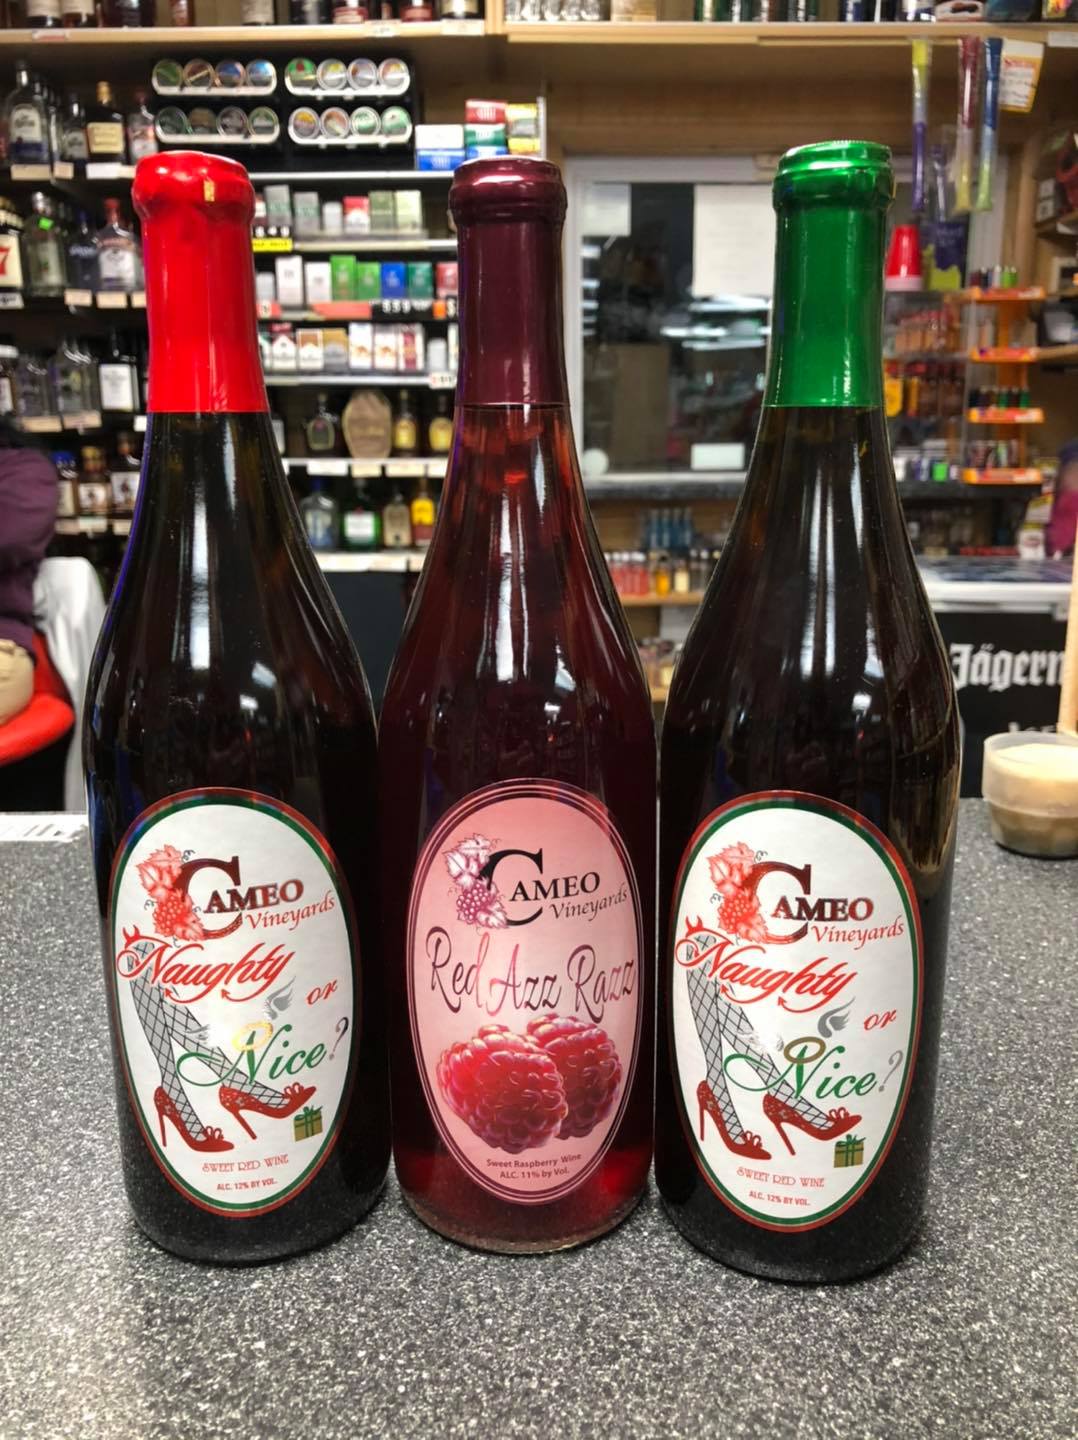 CAMEO
Vineyards
Naughty
or
Nice?
SWEET RED WINE
ALC. 12% BY VOL.
CAMEO
Vineyards
Red Azz Razz
Sweet Raspberry Wine
ALC. 11% by Vol.
CAMEO
Vineyards
Naughty
or
Nice?
SWEET RED WINE
ALC. 12% BY VOL.
Jägerm